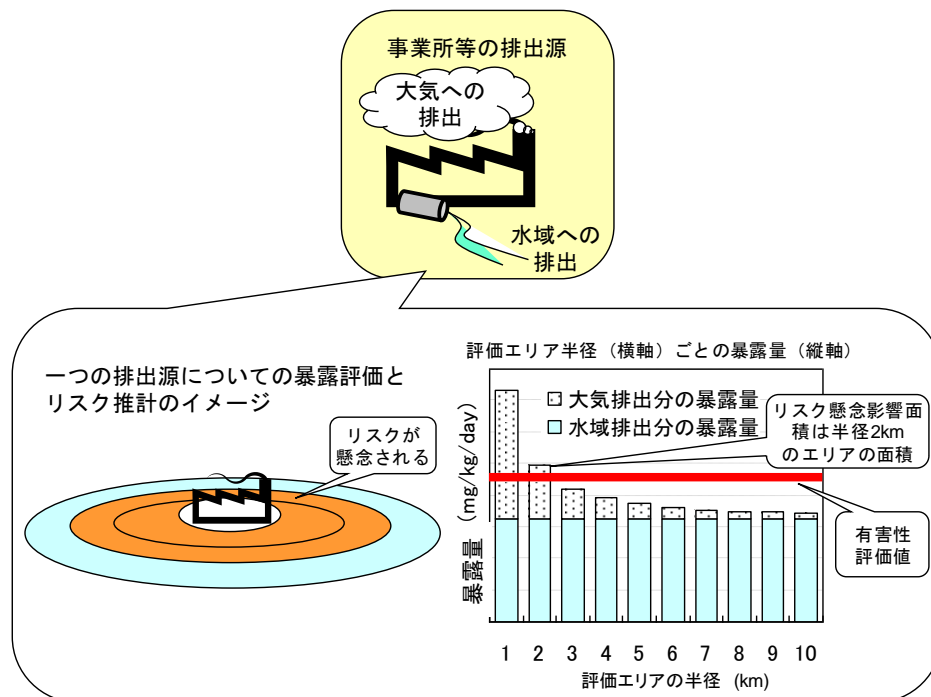 事業所等の排出源
大気への
排出
水域への
排出
一つの排出源についての暴露評価と
リスク推計のイメージ
リスクが
懸念される
評価エリア半径（横軸）ごとの暴露量（縦軸）
大気排出分の暴露量
水域排出分の暴露量
リスク懸念影響面
積は半径2km
のエリアの面積
有害性
評価値
暴露量 (mg/kg/day)
1 2 3 4 5 6 7 8 9 10
評価エリアの半径 (km)